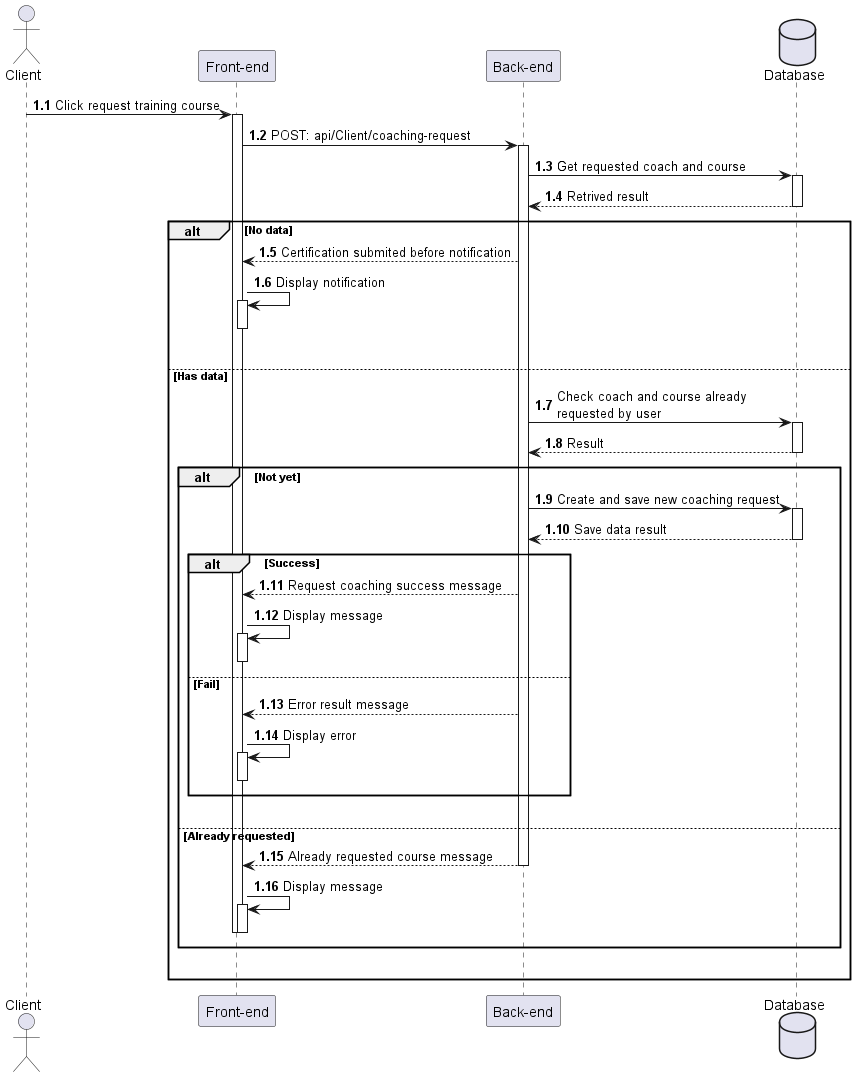 Client
Front-end
Back-end
Database
1.1 Click request training course
1.2 POST: api/Client/coaching-request
1.3 Get requested coach and course
1.4 Retrived result
alt [No data]
1.5 Certification submited before notification
1.6 Display notification
[Has data]
1.7 Check coach and course already
requested by user
1.8 Result
alt [Not yet]
1.9 Create and save new coaching request
1.10 Save data result
alt [Success]
1.11 Request coaching success message
1.12 Display message
[Fail]
1.13 Error result message
1.14 Display error
[Already requested]
1.15 Already requested course message
1.16 Display message
Client
Front-end
Back-end
Database